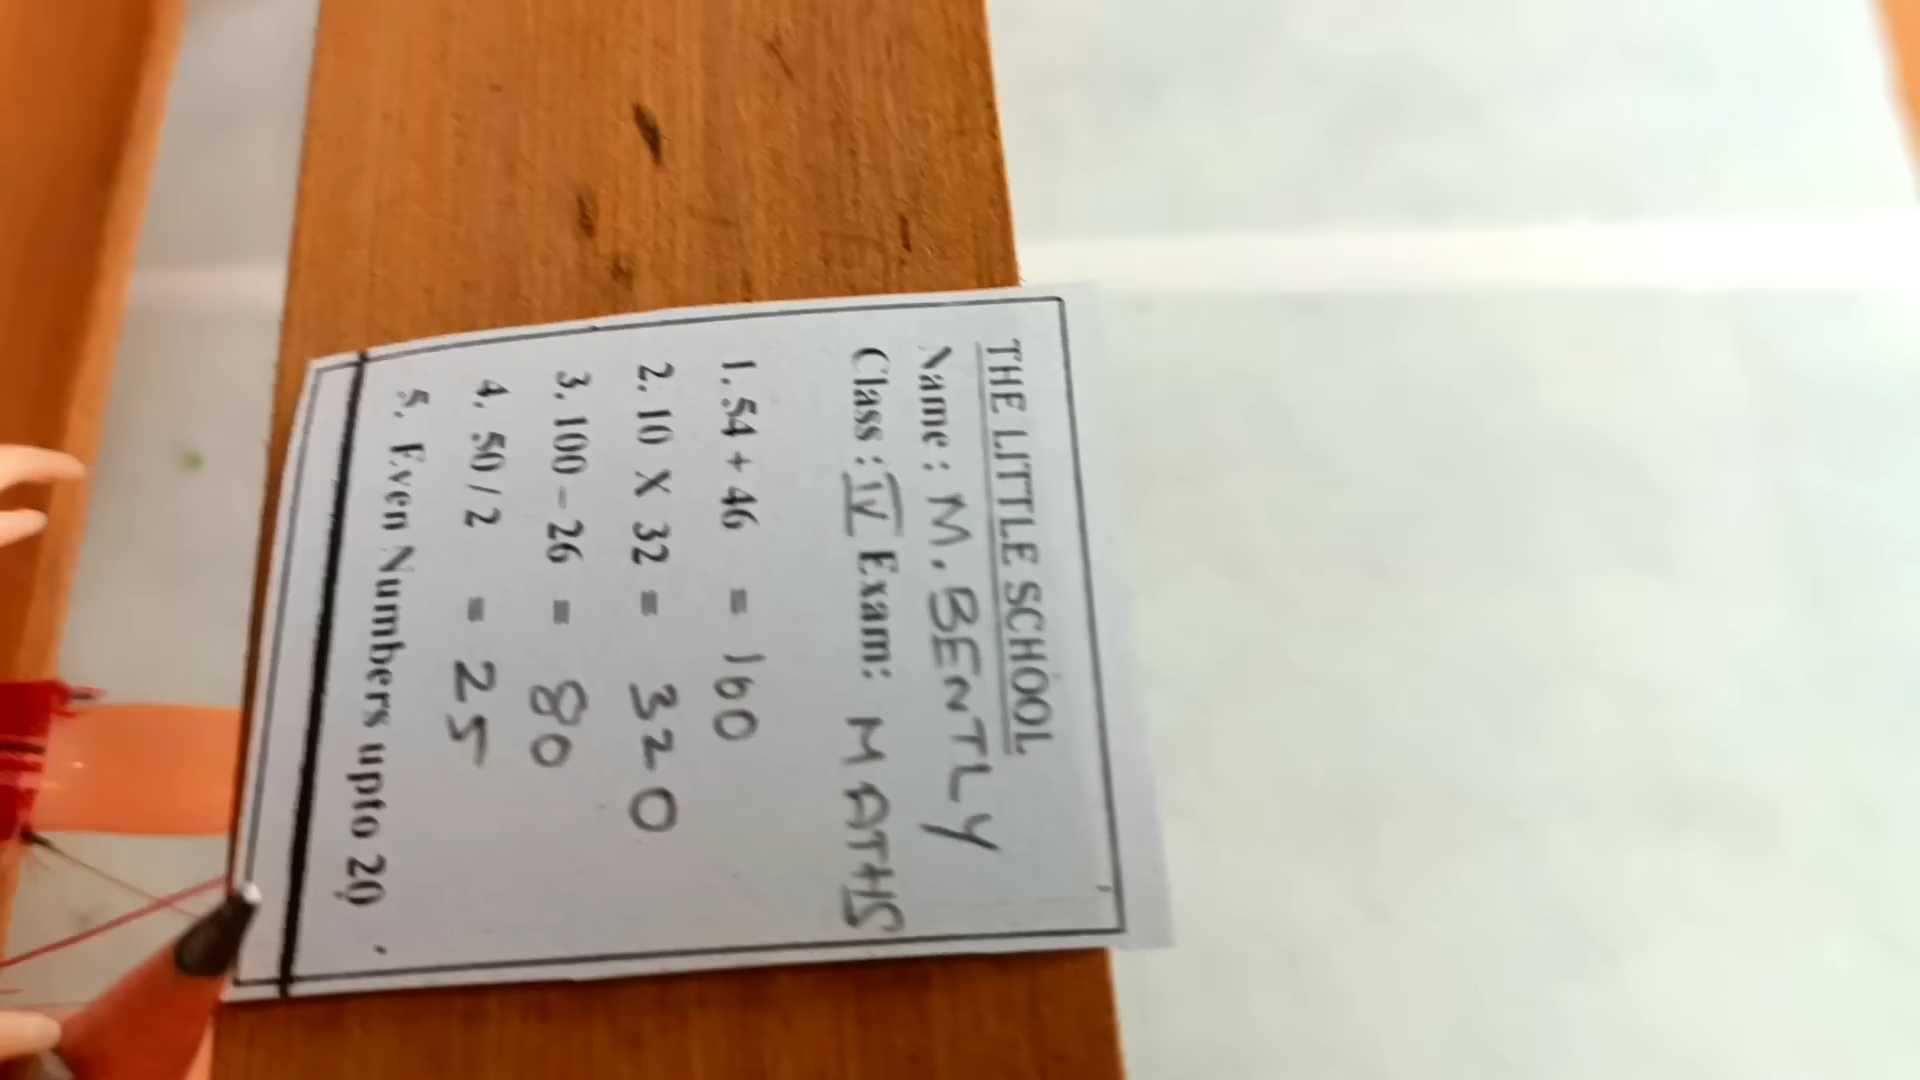 THE LITTLE SCHOOL
Name : M. BENTLY
Class : IV Exam: MATHS
1. 54 + 46 = 160
2. 10 X 32 = 320
3. 100 - 26 = 80
4. 50 / 2 = 25
5. Even Numbers upto 20